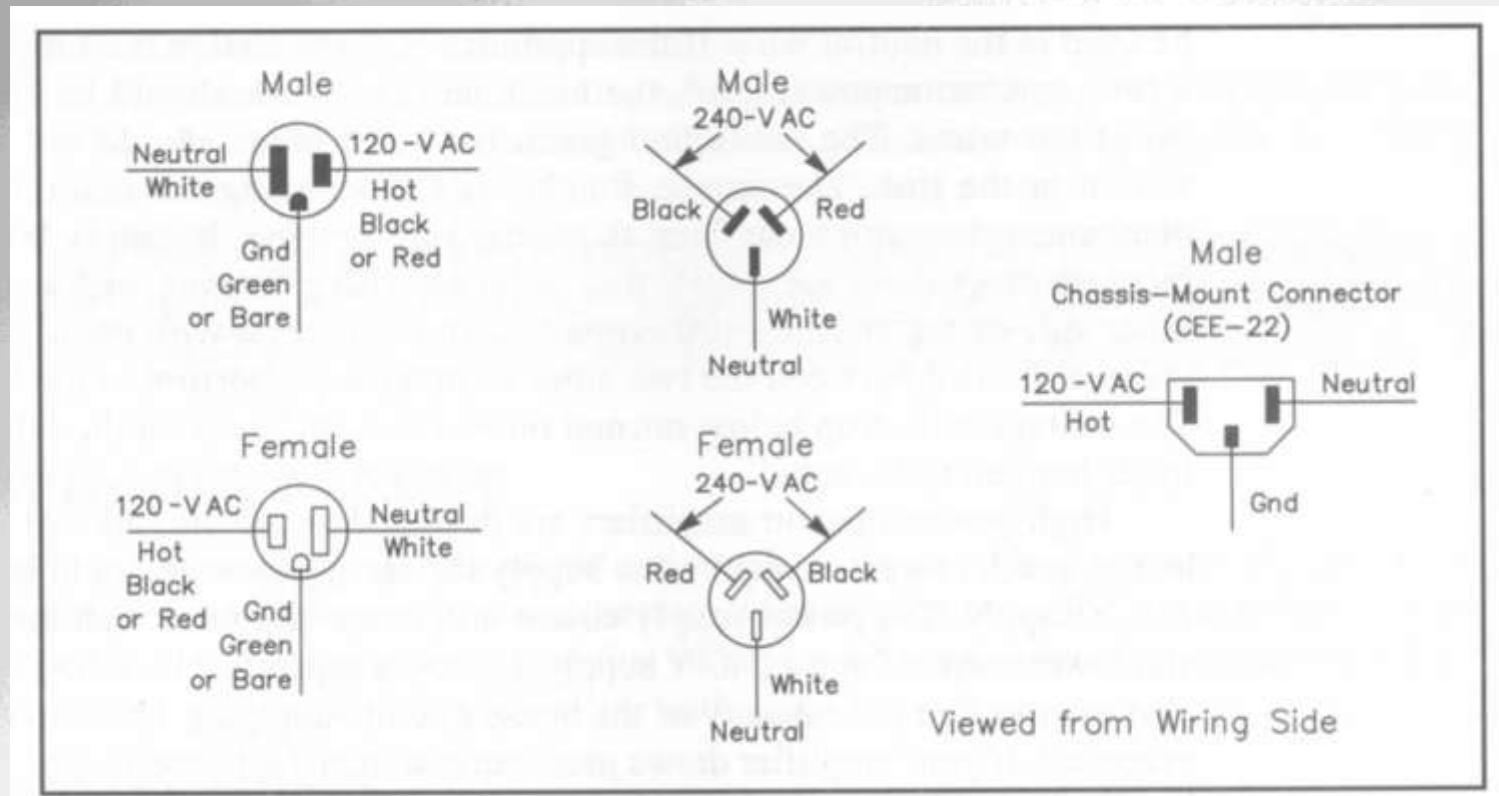 Male
Neutral
White
120-VAC
Hot
Black
or Red
Gnd
Green
or Bare
Male
240-VAC
Black
Red
White
Neutral
Male
Chassis-Mount Connector
(CEE-22)
120-VAC
Hot
Neutral
Gnd
Female
120-VAC
Hot
Black
or Red
Neutral
White
Gnd
Green
or Bare
Female
240-VAC
Red
Black
White
Neutral
Viewed from Wiring Side